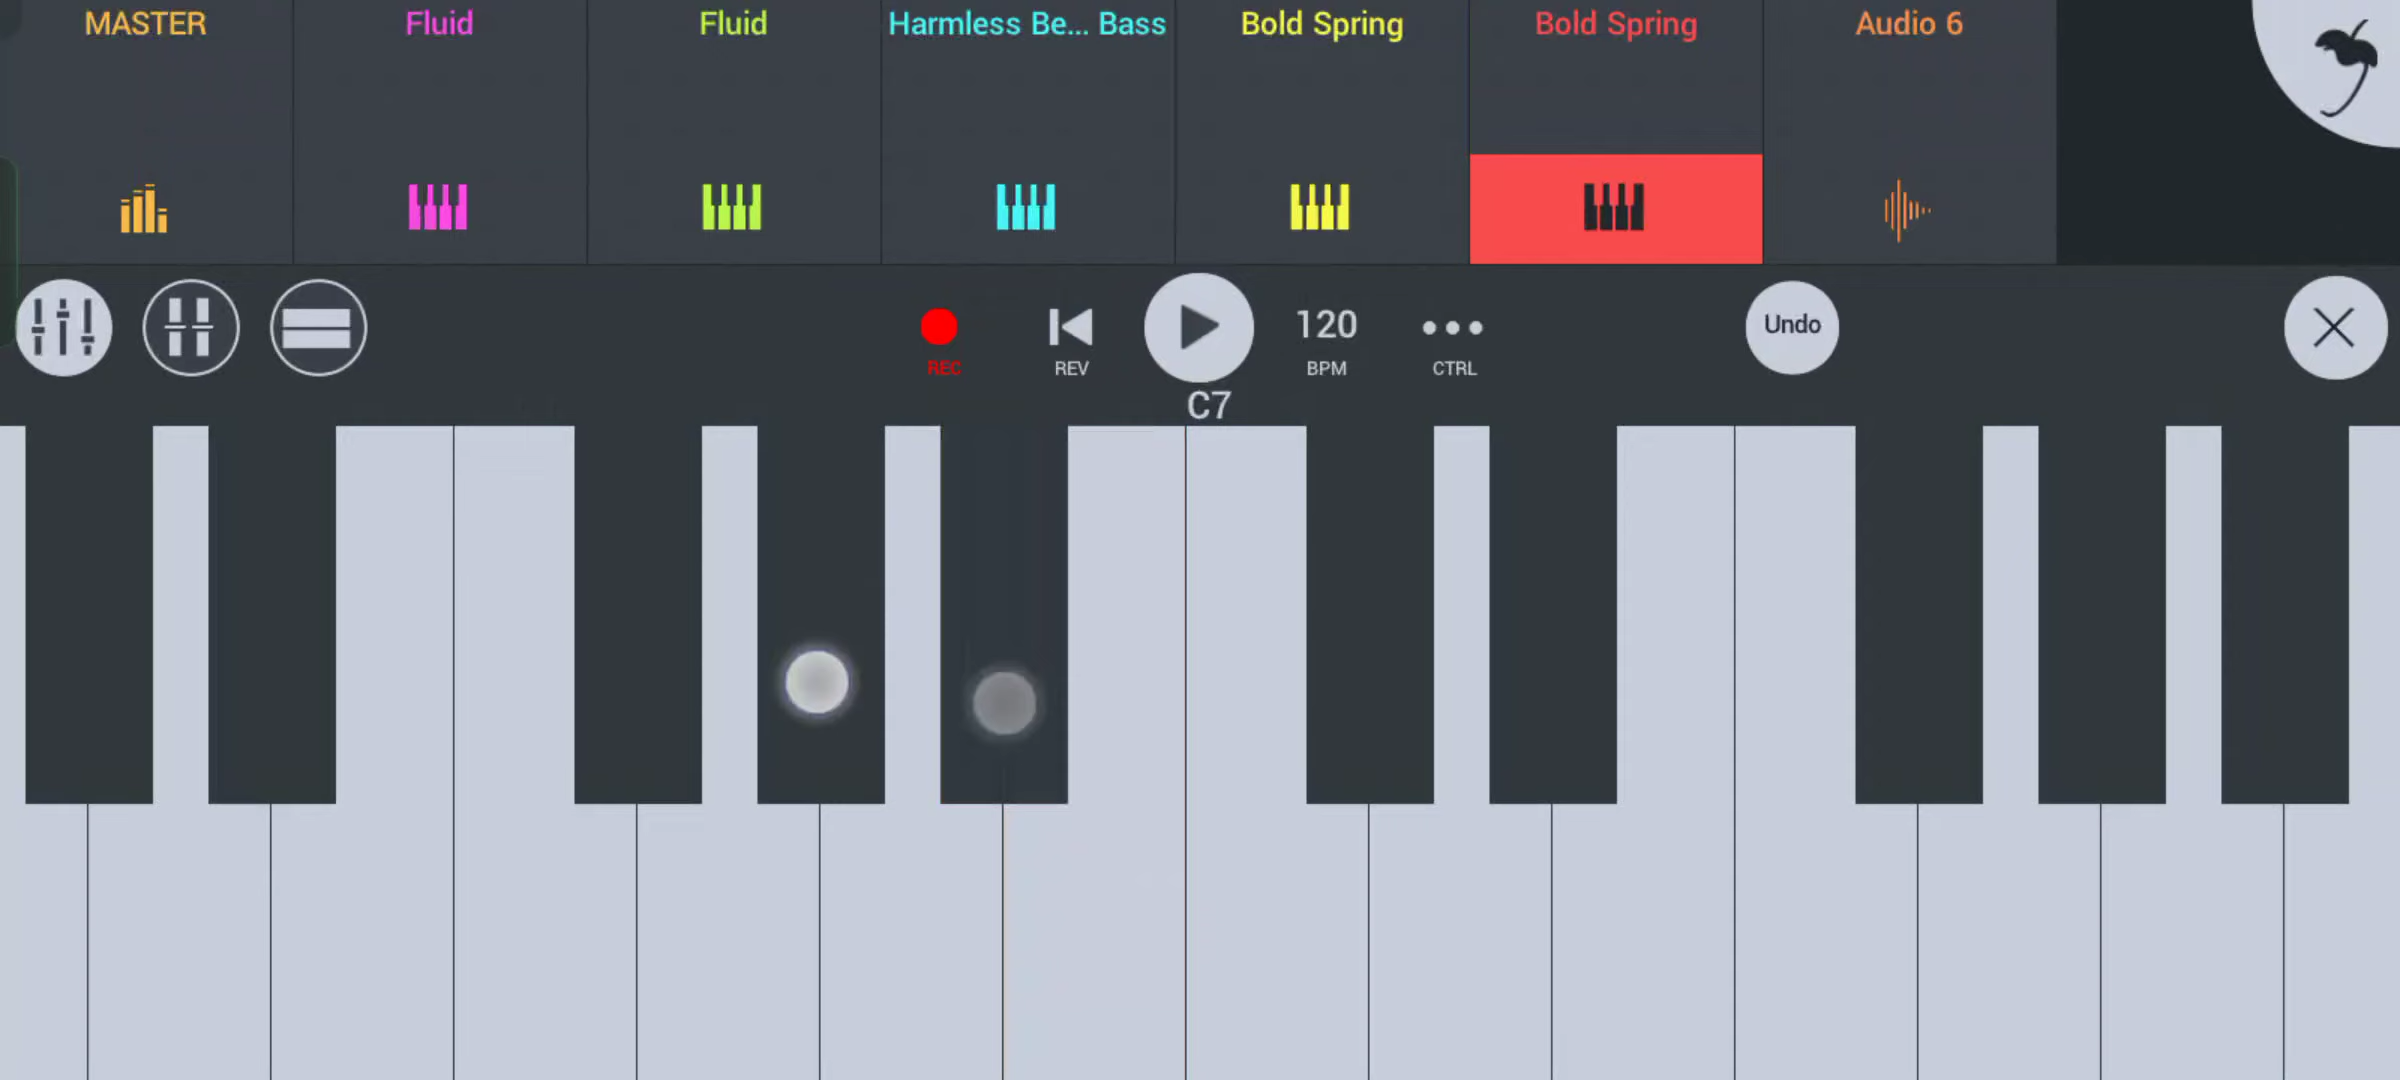 MASTER
Fluid
Fluid
Harmless Be... Bass
Bold Spring
Bold Spring
Audio 6
REC
REV
120
BPM
CTRL
Undo
C7